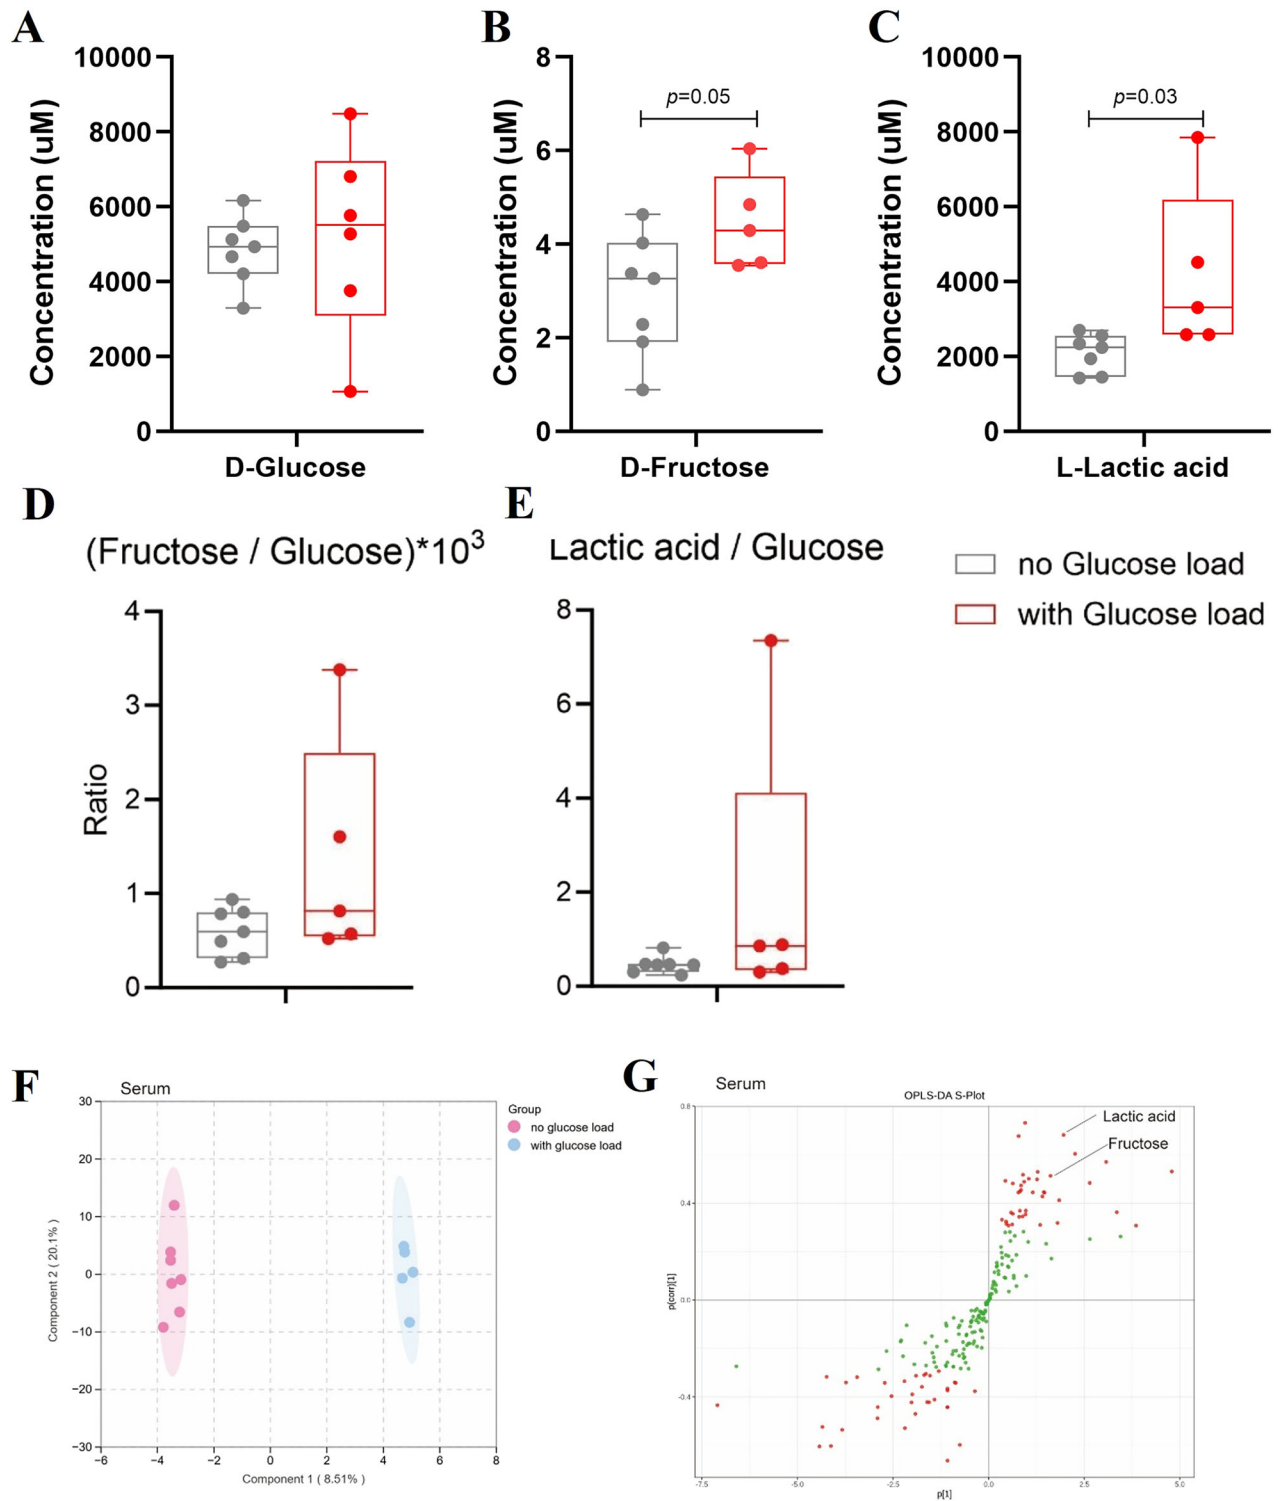 A
B
C
10000
8000
6000
4000
2000
0
Concentration (uM)
D-Glucose
8
6
4
2
0
Concentration (uM)
p=0.05
D-Fructose
10000
8000
6000
4000
2000
0
Concentration (uM)
p=0.03
L-Lactic acid
D
(Fructose / Glucose)*10³
4
3
2
1
0
Ratio
E
Lactic acid / Glucose
8
6
4
2
0
no Glucose load
with Glucose load
F
Serum
30
20
10
0
−10
−20
−30
−6
−4
−2
0
2
4
6
8
Component 2 ( 20.1% )
Component 1 ( 8.51% )
Group
no glucose load
with glucose load
G
Serum
OPLS-DA S-Plot
Lactic acid
Fructose
0.8
0.4
0.0
-0.4
p(corr)[1]
-7.5
-5.0
-2.5
0.0
2.5
5.0
p[1]